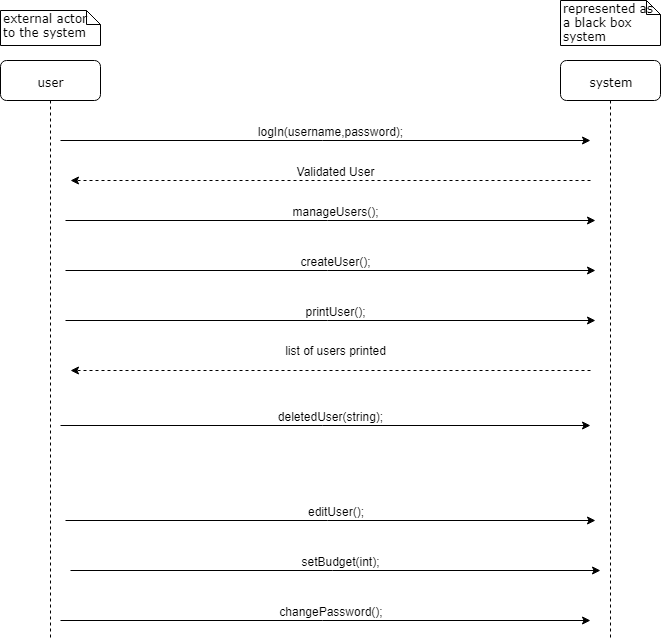 external actor
to the system
represented as
a black box
system
user
system
logIn(username,password);
Validated User
manageUsers();
createUser();
printUser();
list of users printed
deletedUser(string);
editUser();
setBudget(int);
changePassword();